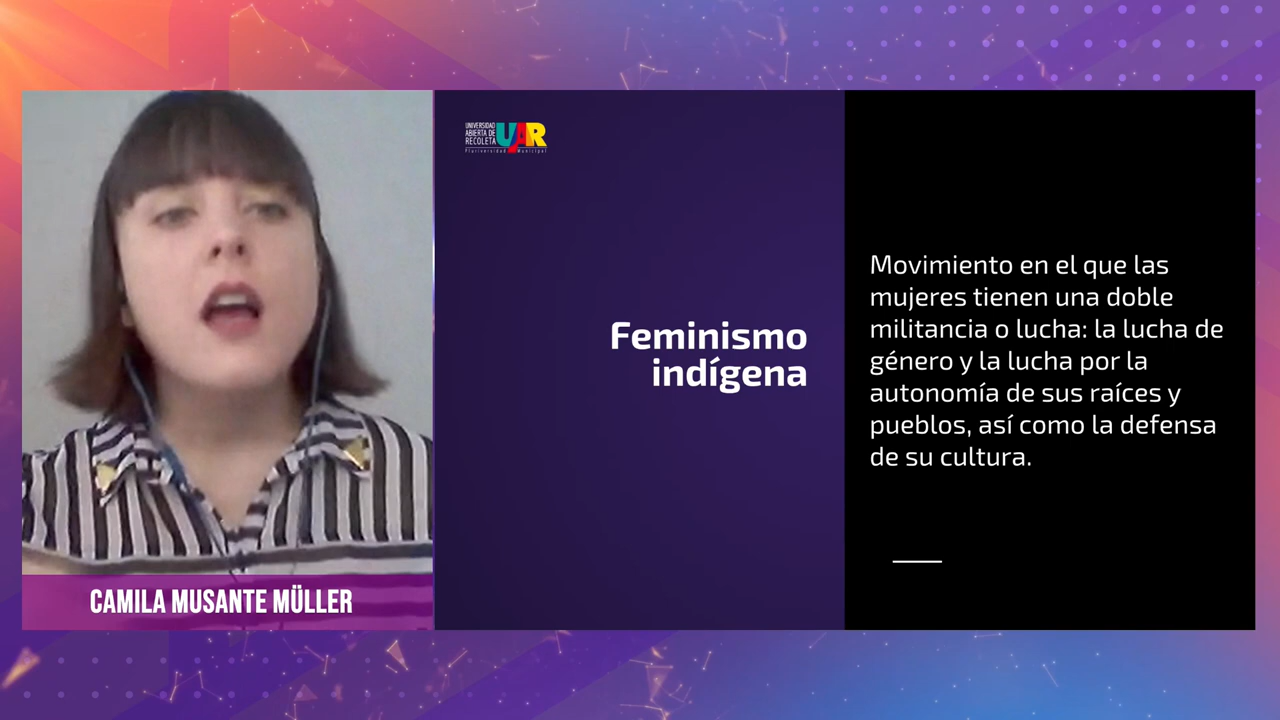 UNIVERSIDAD
ABIERTA DE
RECOLETA
UAR
Pluriversidad Municipal
Feminismo
indígena
Movimiento en el que las
mujeres tienen una doble
militancia o lucha: la lucha de
género y la lucha por la
autonomía de sus raíces y
pueblos, así como la defensa
de su cultura.
CAMILA MUSANTE MÜLLER